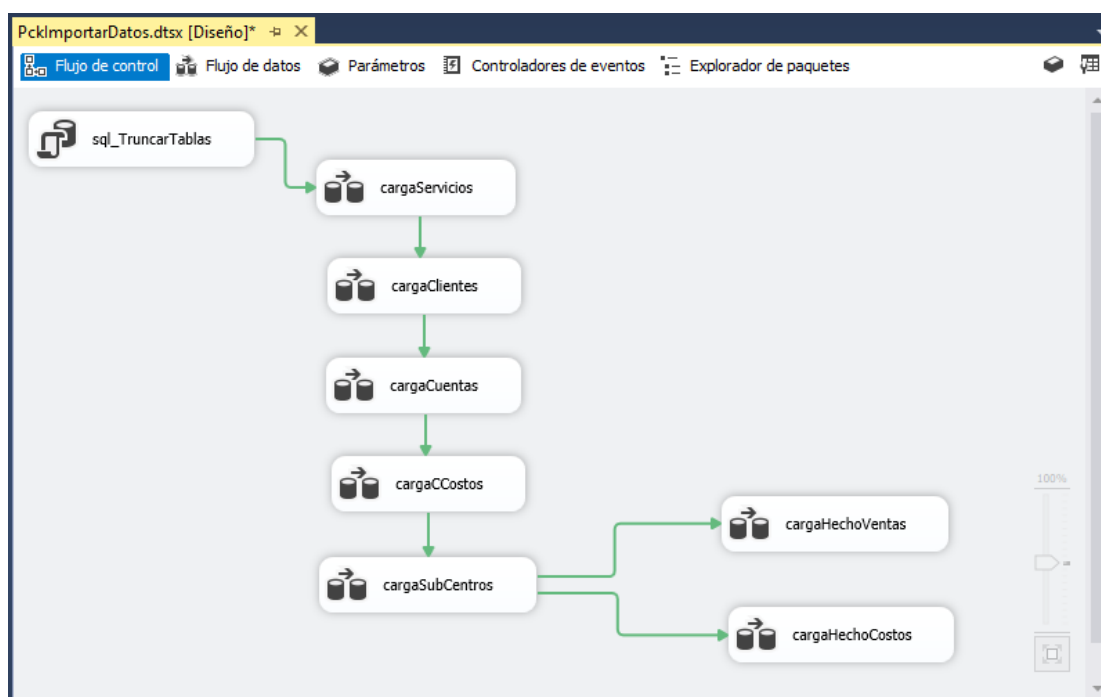 PckImportarDatos.dtsx [Diseño]*
Flujo de control Flujo de datos Parámetros Controladores de eventos Explorador de paquetes
sql_TruncarTablas
cargaServicios
cargaClientes
cargaCuentas
cargaCCostos
100%
cargaHechoVentas
cargaSubCentros
cargaHechoCostos